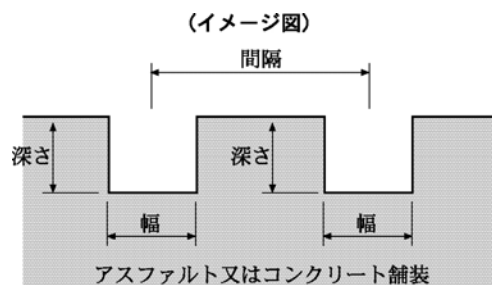 （イメージ図）
間隔
深さ
深さ
幅
幅
アスファルト又はコンクリート舗装